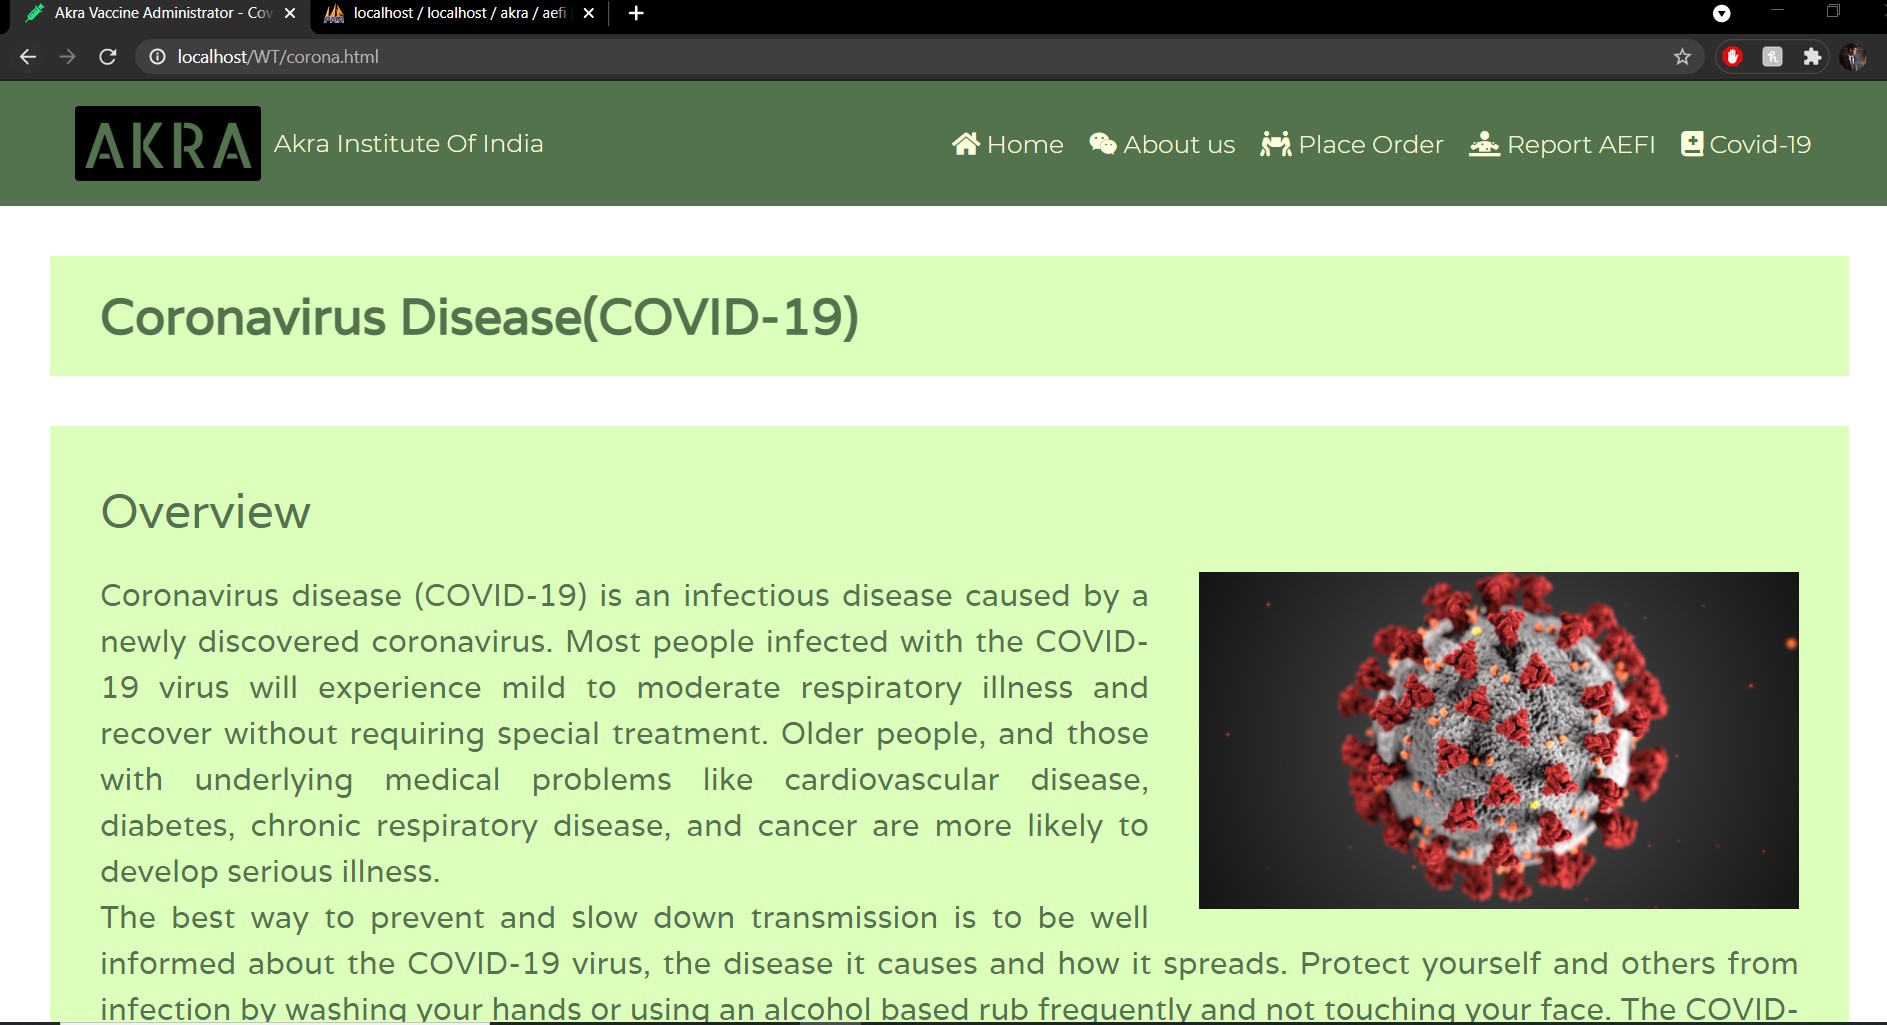 Akra Vaccine Administrator - Cov
localhost / localhost / akra / aefi
localhost/WT/corona.html
AKRA
Akra Institute Of India
Home
About us
Place Order
Report AEFI
Covid-19
Coronavirus Disease(COVID-19)
Overview
Coronavirus disease (COVID-19) is an infectious disease caused by a
newly discovered coronavirus. Most people infected with the COVID-
19 virus will experience mild to moderate respiratory illness and
recover without requiring special treatment. Older people, and those
with underlying medical problems like cardiovascular disease,
diabetes, chronic respiratory disease, and cancer are more likely to
develop serious illness.
The best way to prevent and slow down transmission is to be well
informed about the COVID-19 virus, the disease it causes and how it spreads. Protect yourself and others from
infection by washing your hands or using an alcohol based rub frequently and not touching your face. The COVID-